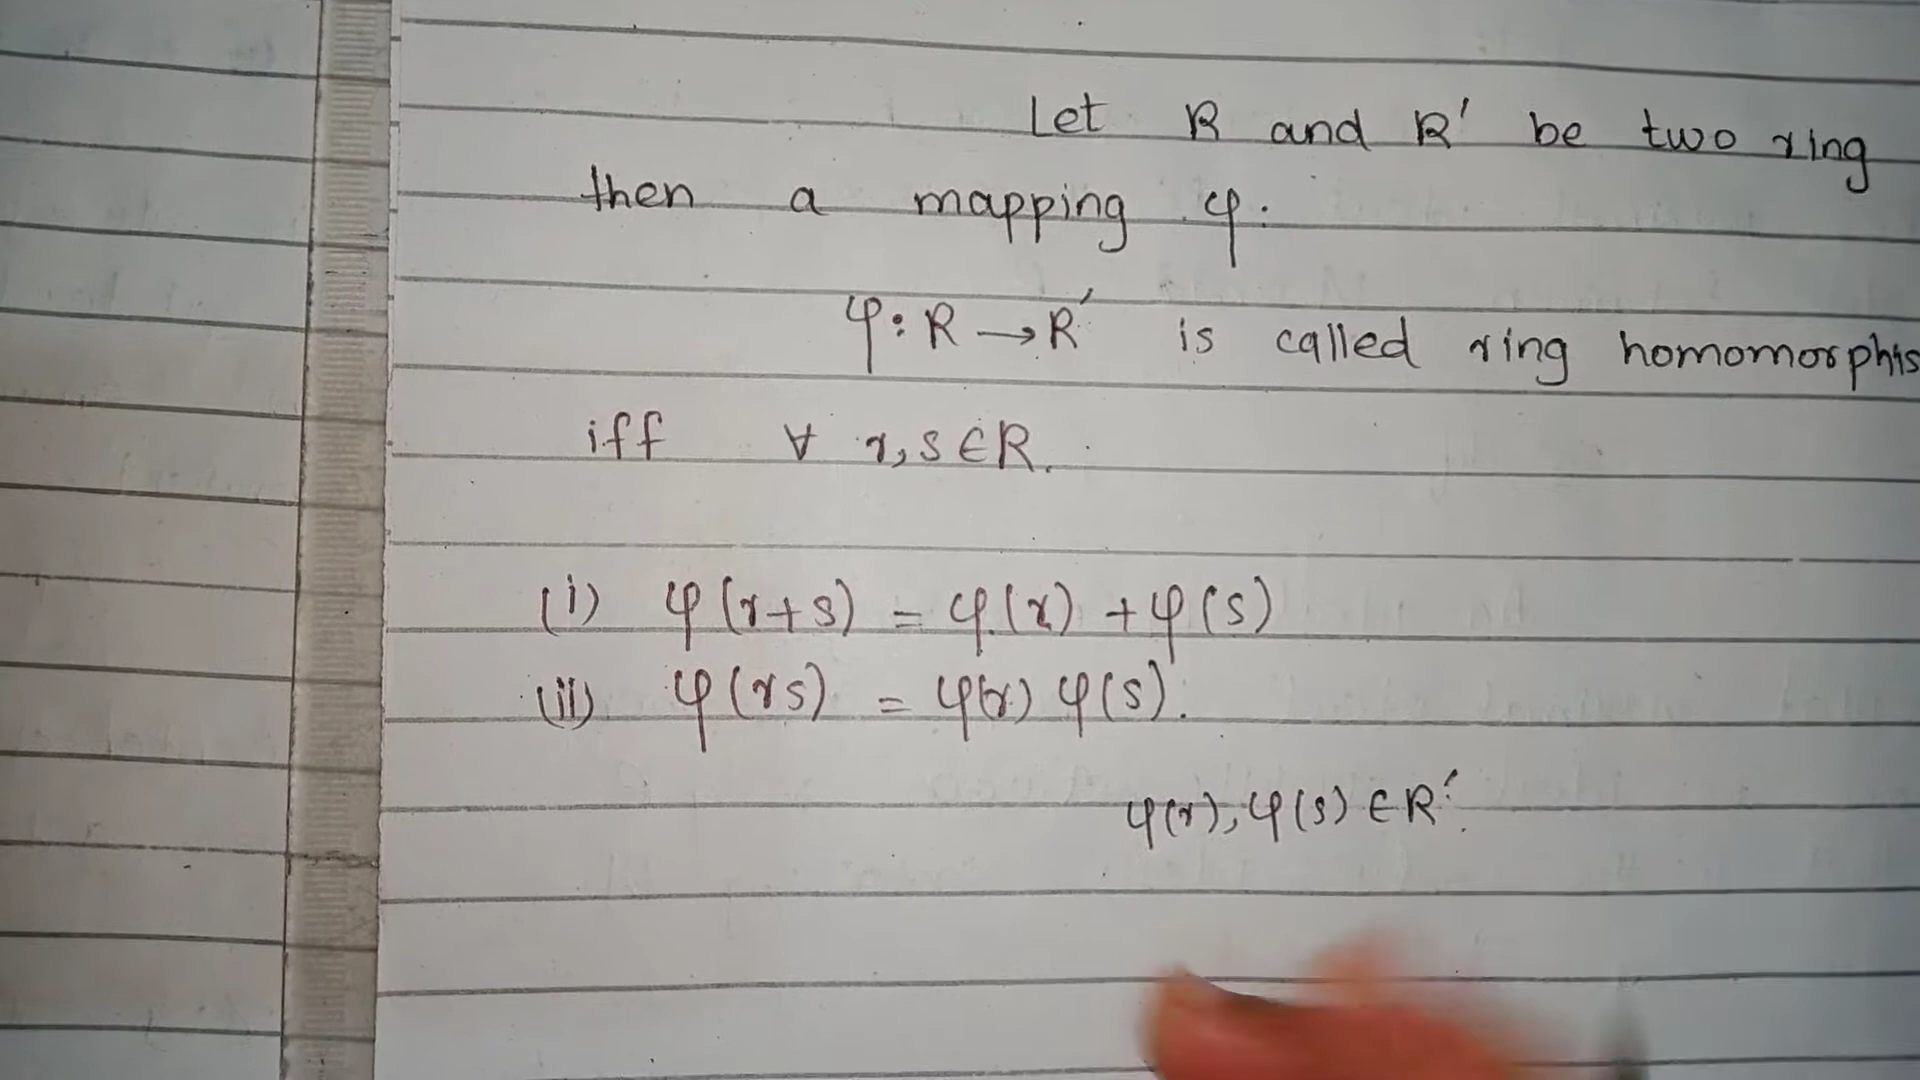 Let R and R' be two ring
then a mapping φ.
φ: R → R' is called ring homomorphis
iff ∀ r, s ∈ R.
(i) φ(r+s) = φ(r) + φ(s)
(ii) φ(rs) = φ(r) φ(s).
φ(r), φ(s) ∈ R'.